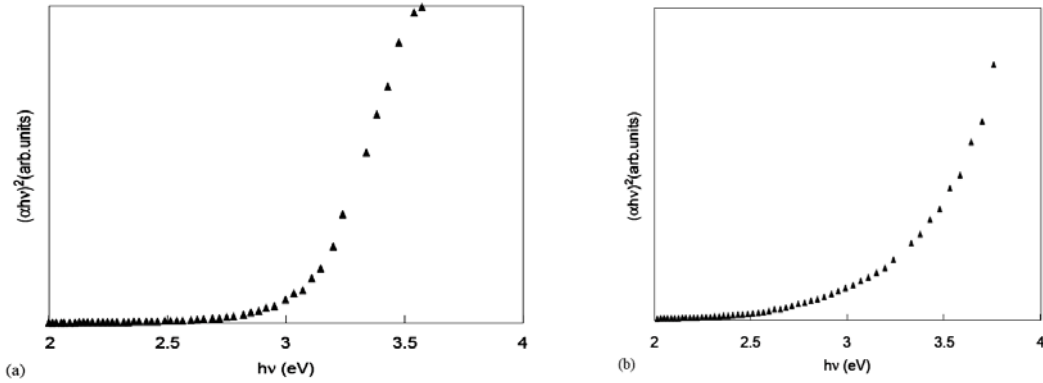 (αhν)²(arb.units)
2 2.5 3 3.5 4
hν (eV)
(a)
(αhν)²(arb.units)
2 2.5 3 3.5 4
hν (eV)
(b)